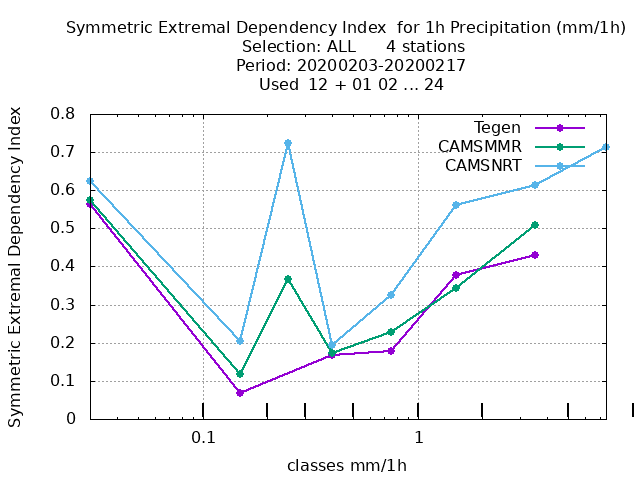 Symmetric Extremal Dependency Index  for 1h Precipitation (mm/1h)
Selection: ALL      4 stations
Period: 20200203-20200217
Used  12 + 01 02 ... 24
Symmetric Extremal Dependency Index
0.8
0.7
0.6
0.5
0.4
0.3
0.2
0.1
0
Tegen
CAMSMMR
CAMSNRT
0.1
1
classes mm/1h